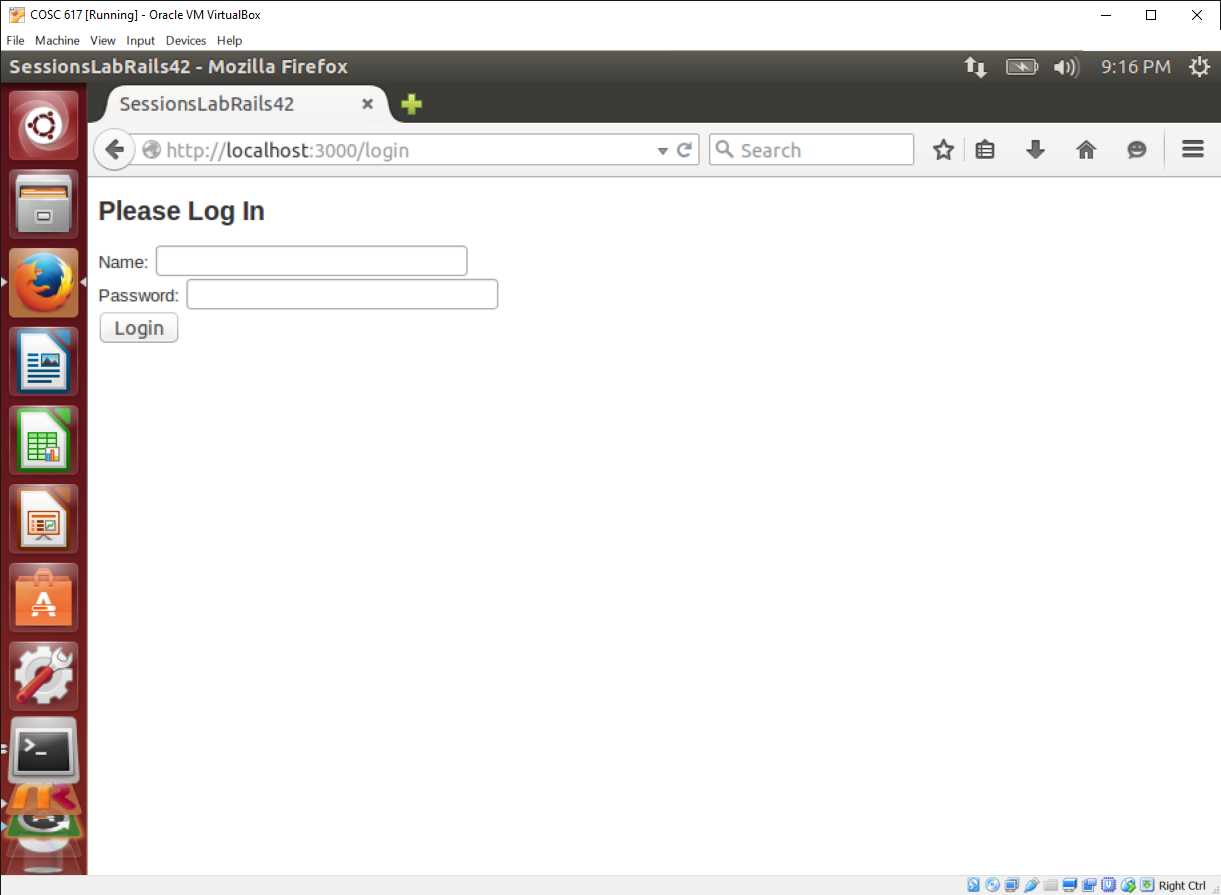 COSC 617 [Running] - Oracle VM VirtualBox
File Machine View Input Devices Help
SessionsLabRails42 - Mozilla Firefox 9:16 PM
SessionsLabRails42
http://localhost:3000/login Search
Please Log In
Name:
Password:
Login
Right Ctrl